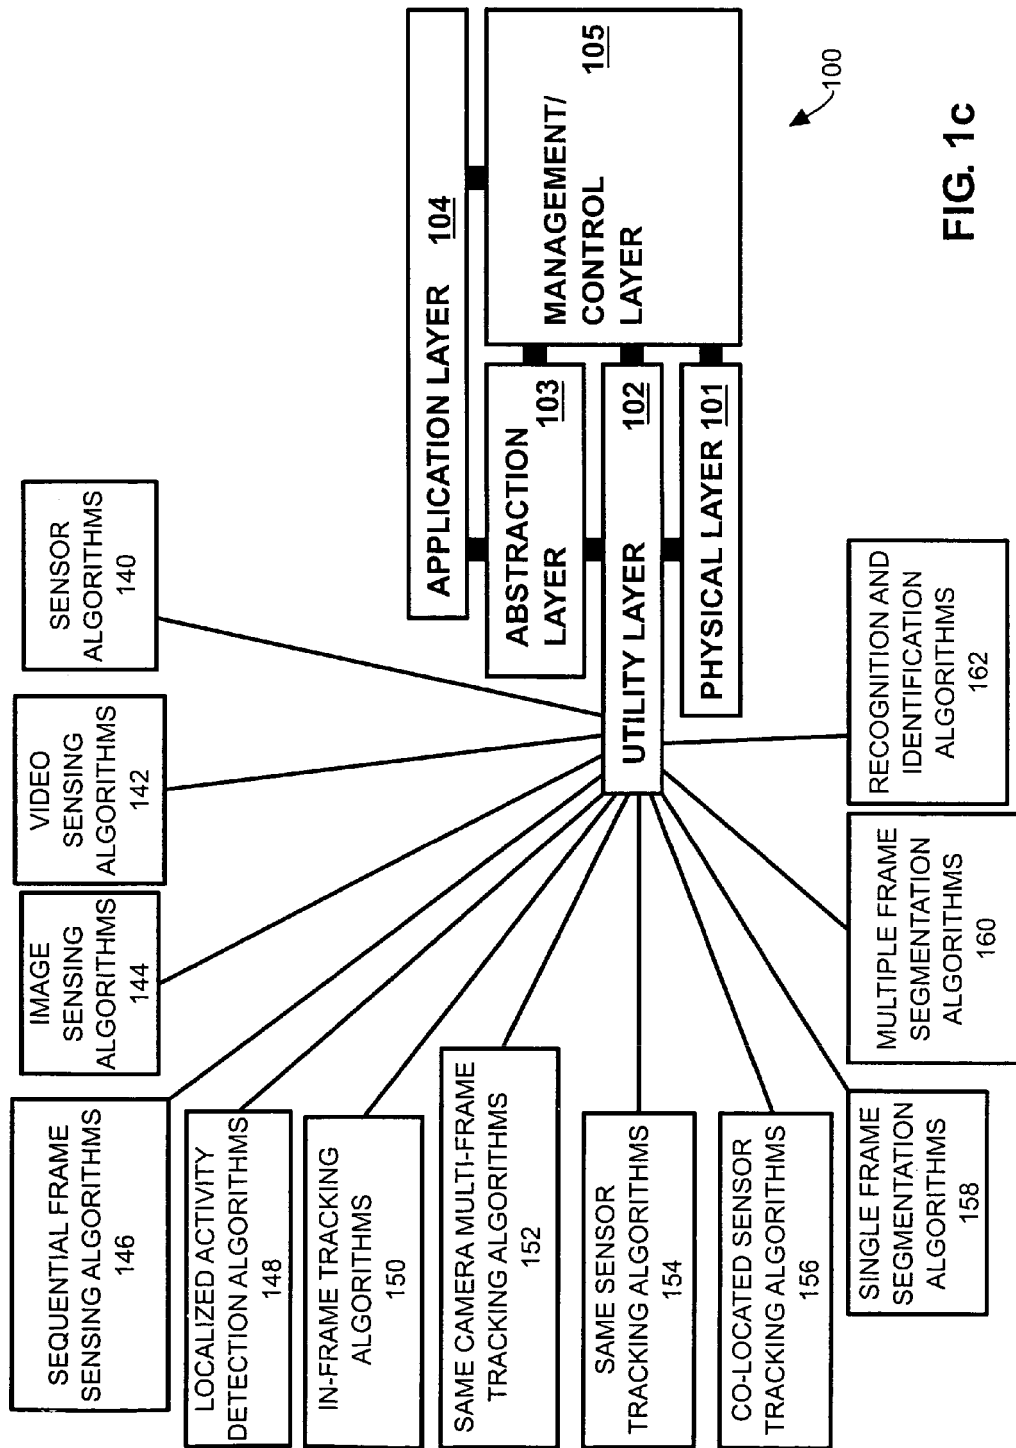 SEQUENTIAL FRAME
SENSING ALGORITHMS
146
IMAGE
SENSING
ALGORITHMS
144
VIDEO
SENSING
ALGORITHMS
142
SENSOR
ALGORITHMS
140
LOCALIZED ACTIVITY
DETECTION ALGORITHMS
148
IN-FRAME TRACKING
ALGORITHMS
150
SAME CAMERA MULTI-FRAME
TRACKING ALGORITHMS
152
SAME SENSOR
TRACKING ALGORITHMS
154
CO-LOCATED SENSOR
TRACKING ALGORITHMS
156
SINGLE FRAME
SEGMENTATION
ALGORITHMS
158
MULTIPLE FRAME
SEGMENTATION
ALGORITHMS
160
RECOGNITION AND
IDENTIFICATION
ALGORITHMS
162
APPLICATION LAYER 104
ABSTRACTION
LAYER 103
UTILITY LAYER 102
PHYSICAL LAYER 101
MANAGEMENT/
CONTROL 105
LAYER
100
FIG. 1c